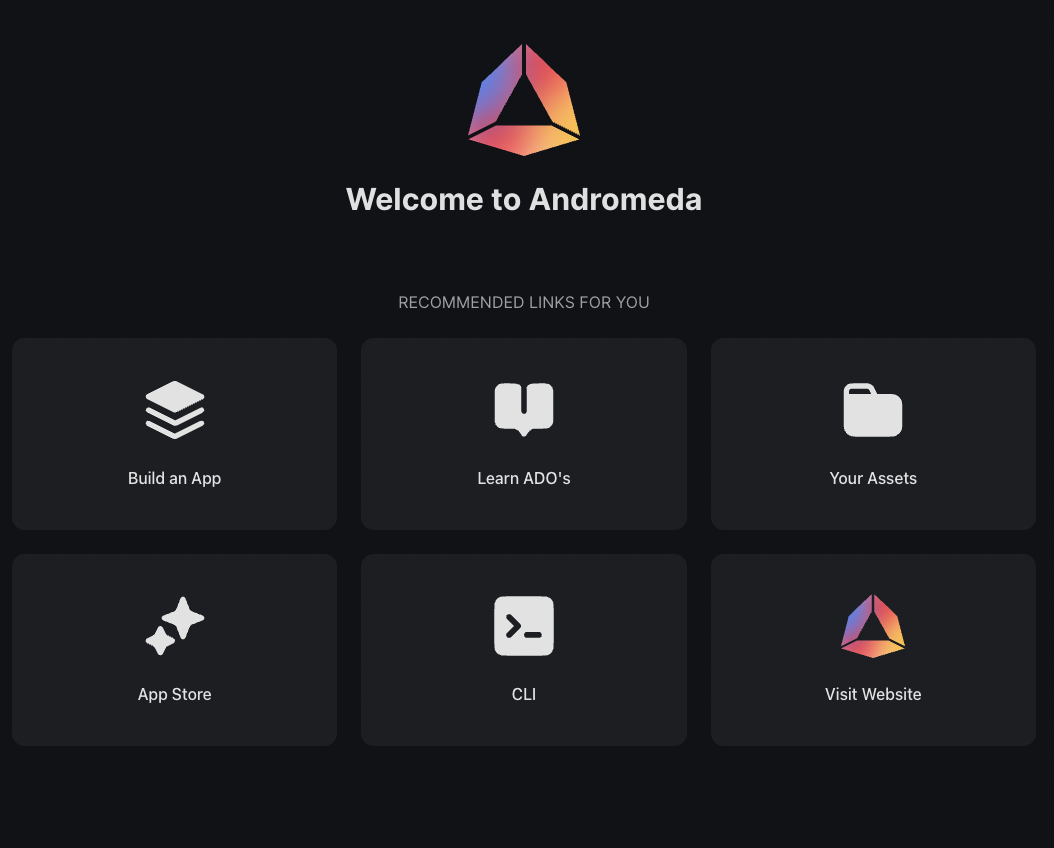 Welcome to Andromeda
RECOMMENDED LINKS FOR YOU
Build an App
Learn ADO's
Your Assets
App Store
CLI
Visit Website